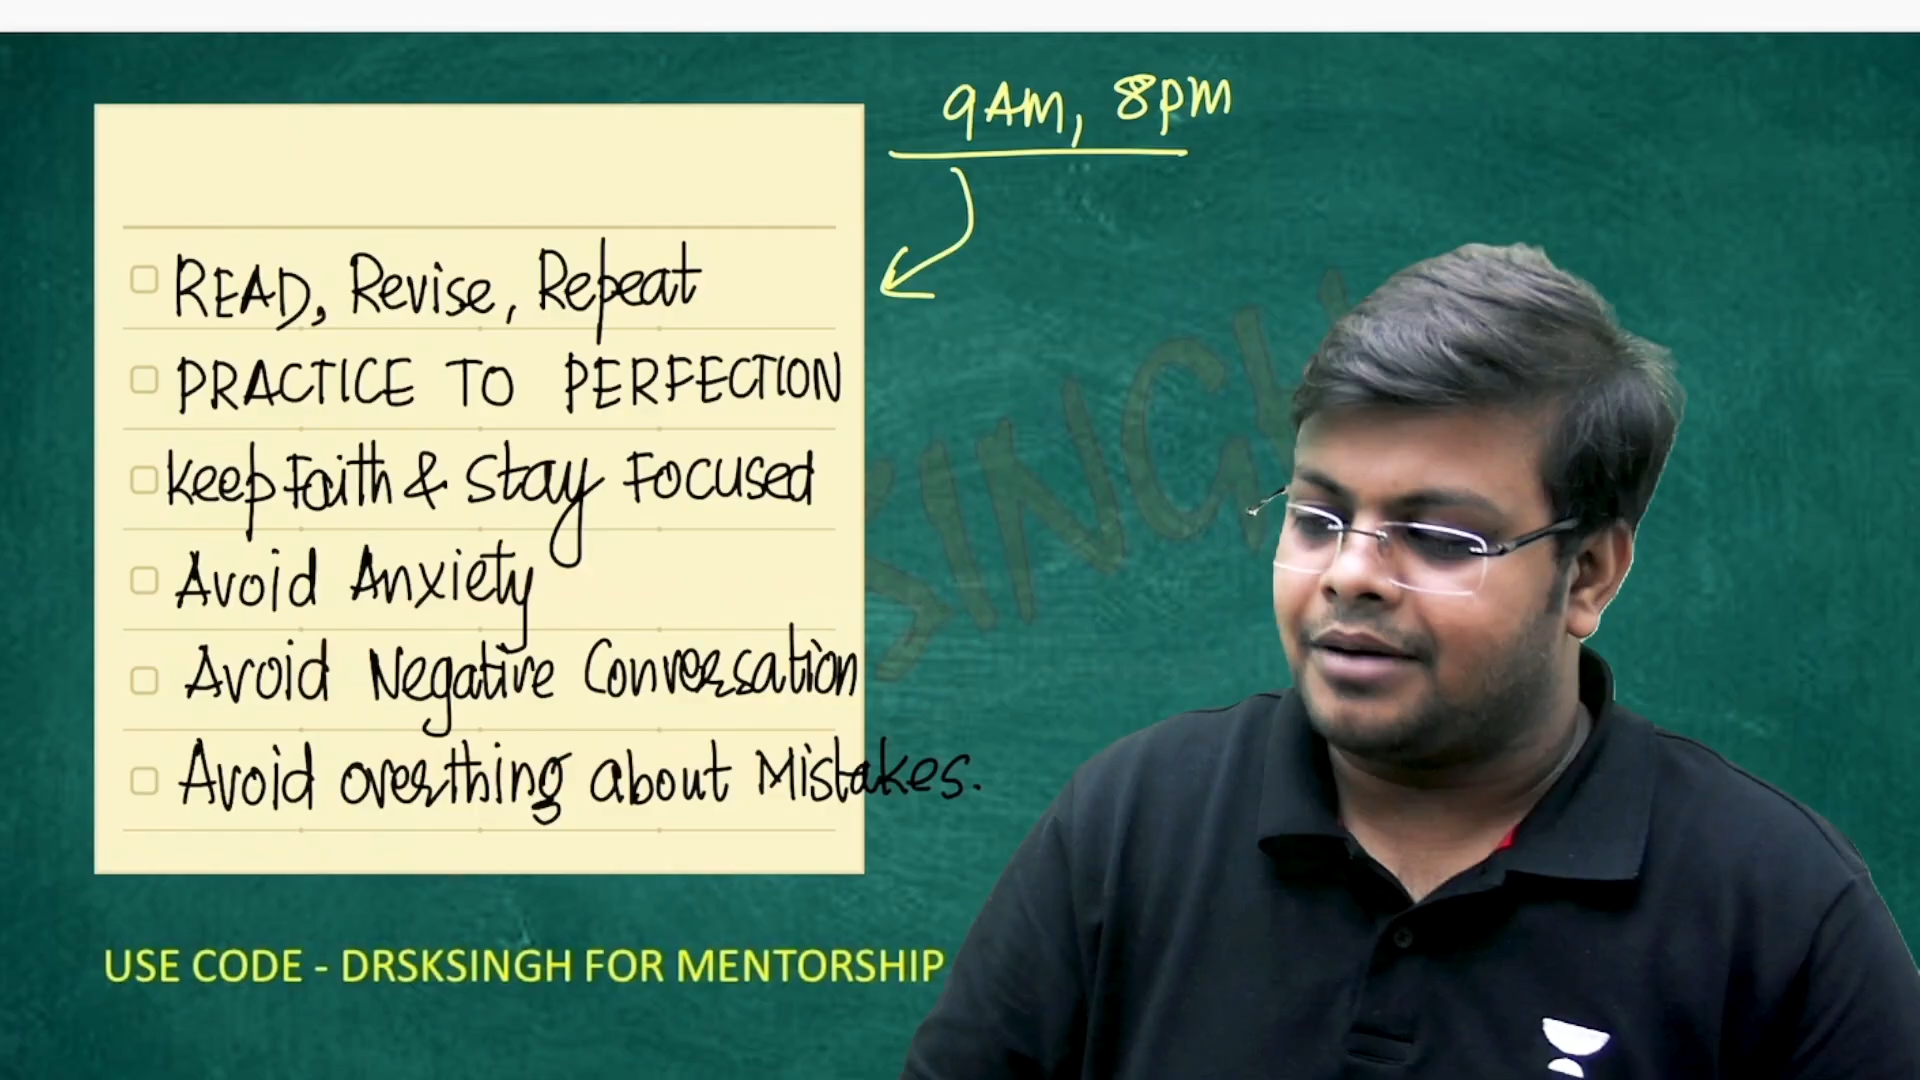 9AM, 8pm
READ, Revise, Repeat
PRACTICE TO PERFECTION
Keep Faith & Stay Focused
Avoid Anxiety
Avoid Negative Conversation
Avoid overthing about Mistakes.
SINGH
USE CODE - DRSKSINGH FOR MENTORSHIP